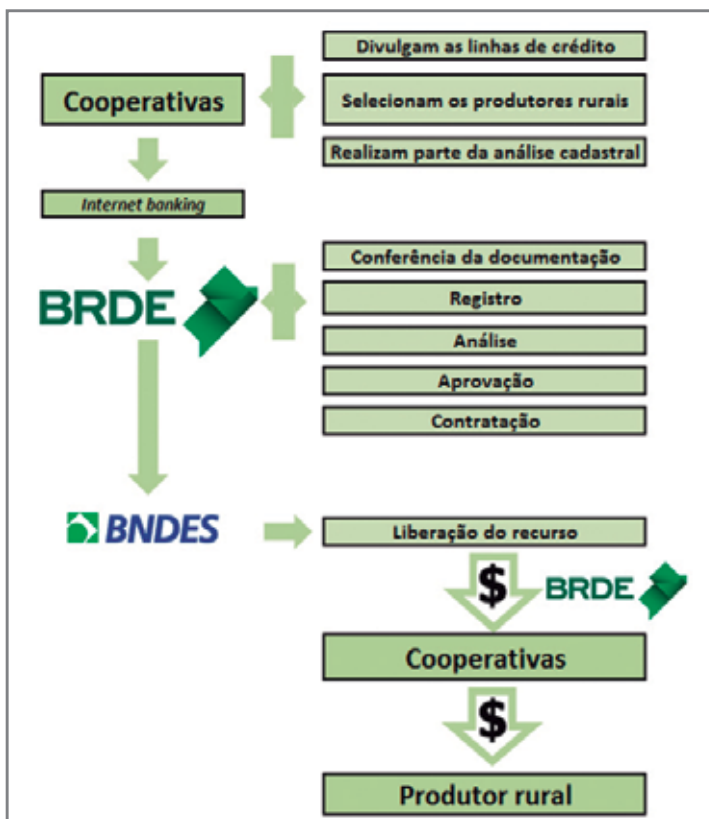 Divulgam as linhas de crédito
Cooperativas
Selecionam os produtores rurais
Realizam parte da análise cadastral
Internet banking
Conferência da documentação
BRDE
Registro
Análise
Aprovação
Contratação
BNDES
Liberação do recurso
$
BRDE
Cooperativas
$
Produtor rural